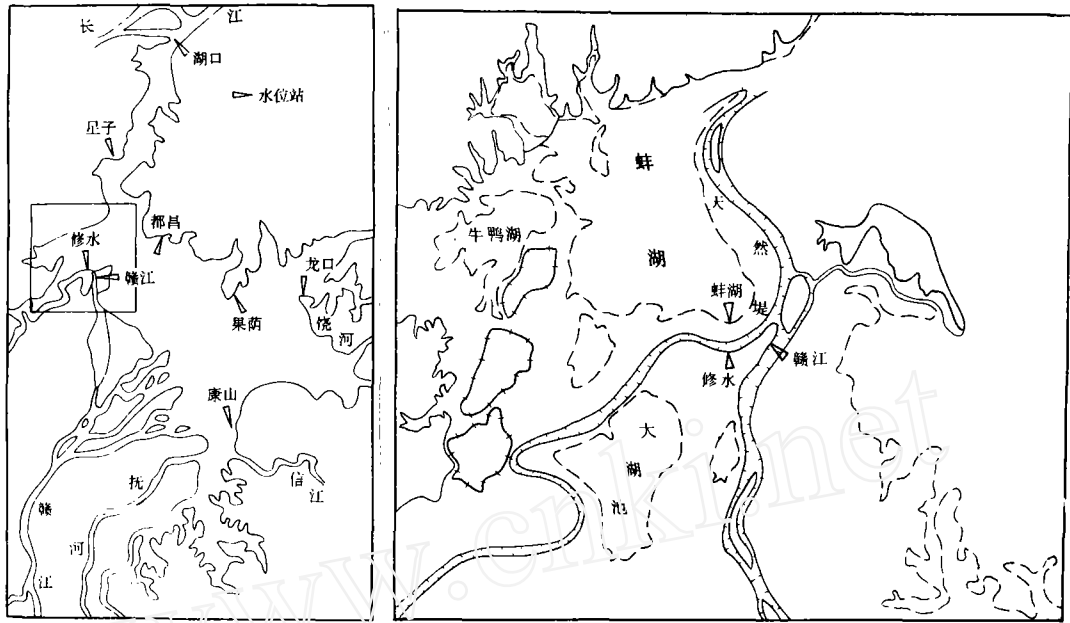 长江
湖口
水位站
星子
都昌
修水
赣江
龙口
果荫
饶河
康山
信江
抚河
赣江
蚌湖
天然堤
牛鸭湖
蚌湖
赣江
修水
大湖池
www.cnki.net